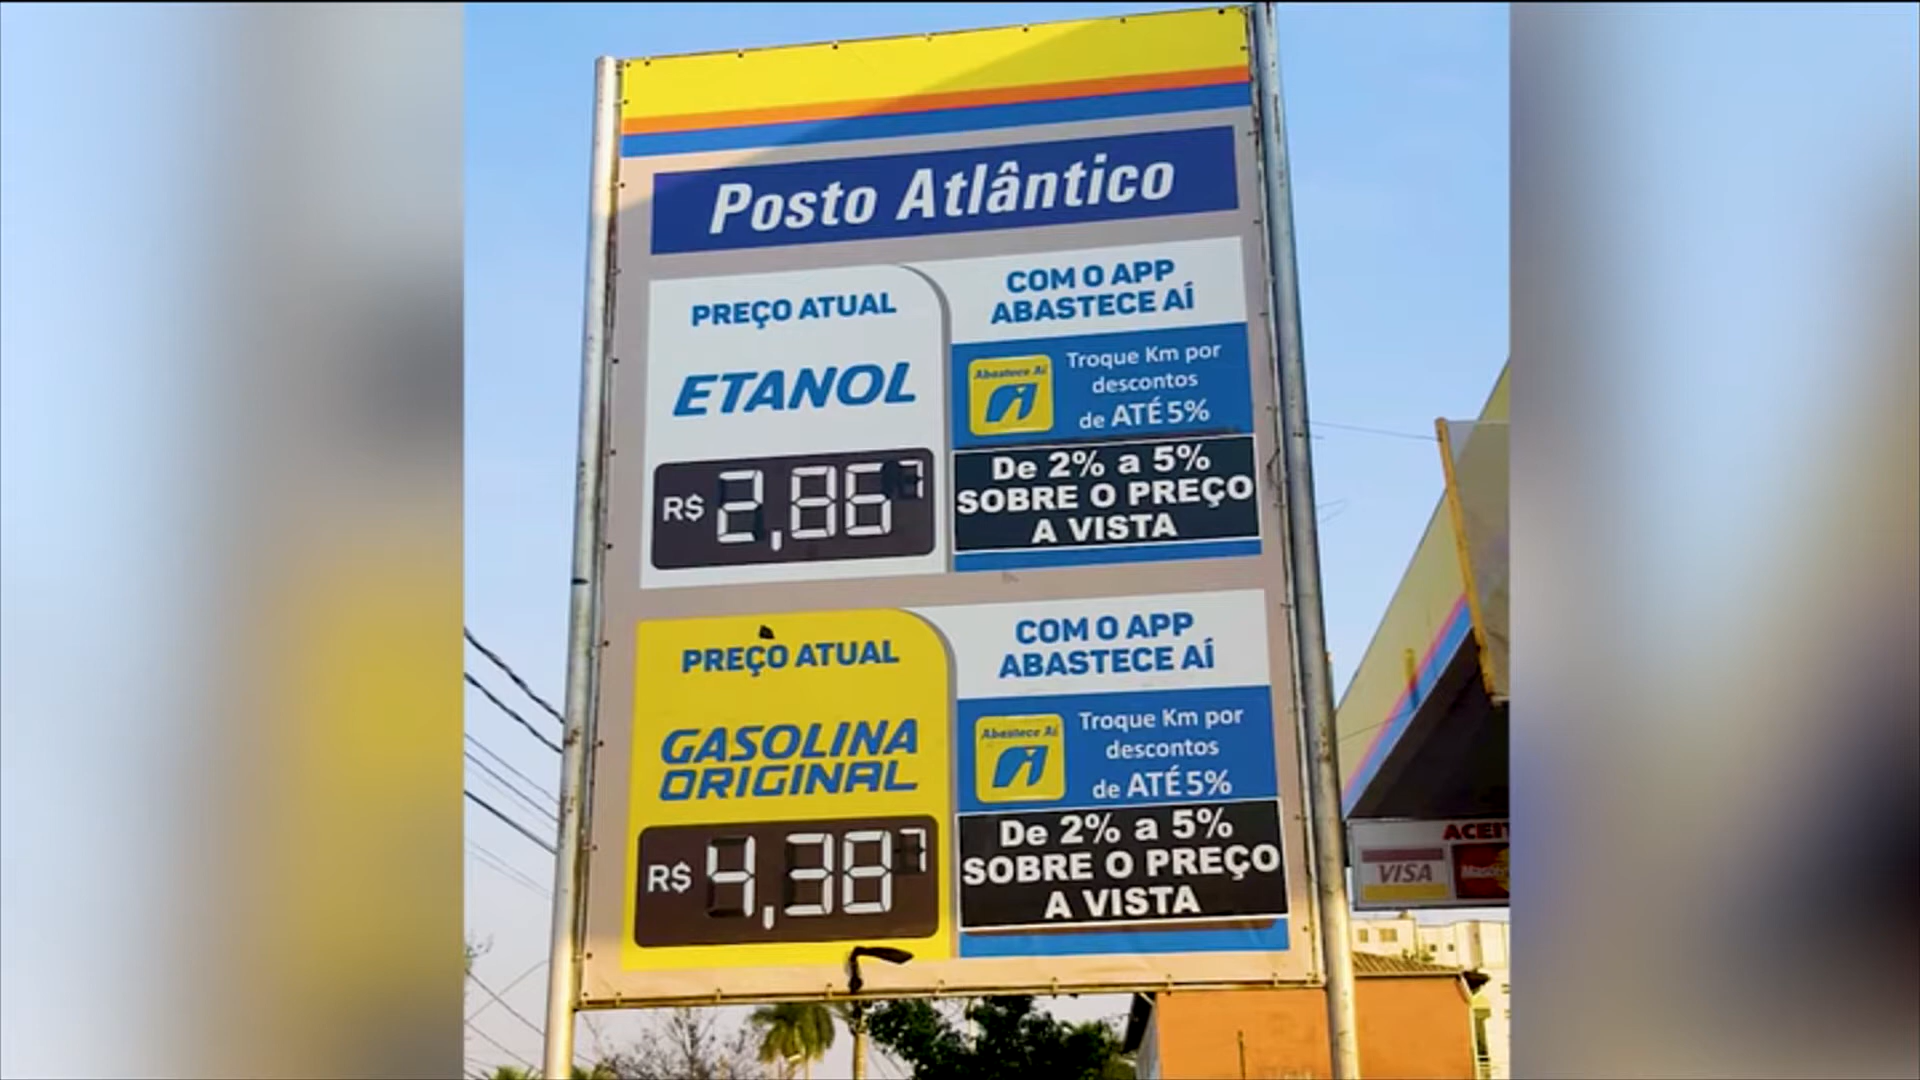 Posto Atlântico
PREÇO ATUAL
ETANOL
R$ 2,867
COM O APP
ABASTECE AÍ
Abastece Aí
Troque Km por
descontos
de ATÉ 5%
De 2% a 5%
SOBRE O PREÇO
A VISTA
PREÇO ATUAL
GASOLINA
ORIGINAL
R$ 4,387
COM O APP
ABASTECE AÍ
Abastece Aí
Troque Km por
descontos
de ATÉ 5%
De 2% a 5%
SOBRE O PREÇO
A VISTA
VISA